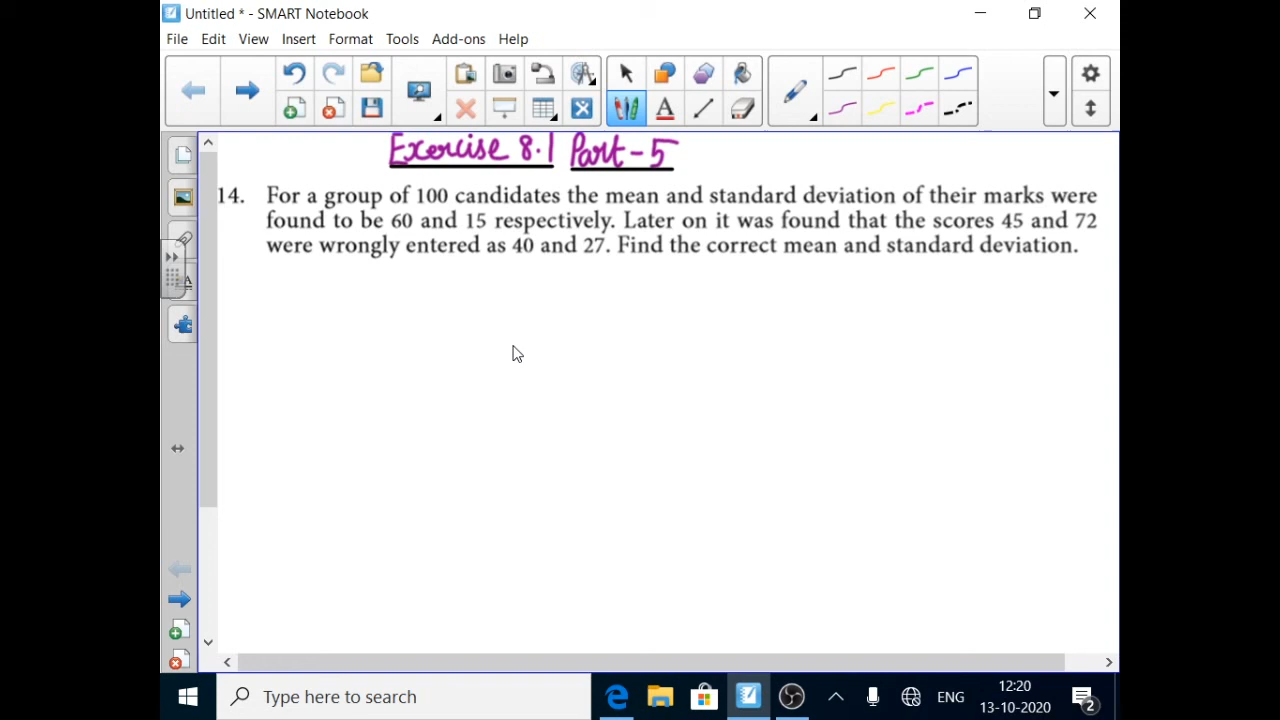 Untitled * - SMART Notebook
File Edit View Insert Format Tools Add-ons Help
Exercise 8.1 Part-5
14. For a group of 100 candidates the mean and standard deviation of their marks were
found to be 60 and 15 respectively. Later on it was found that the scores 45 and 72
were wrongly entered as 40 and 27. Find the correct mean and standard deviation.
Type here to search
ENG
12:20
13-10-2020
2